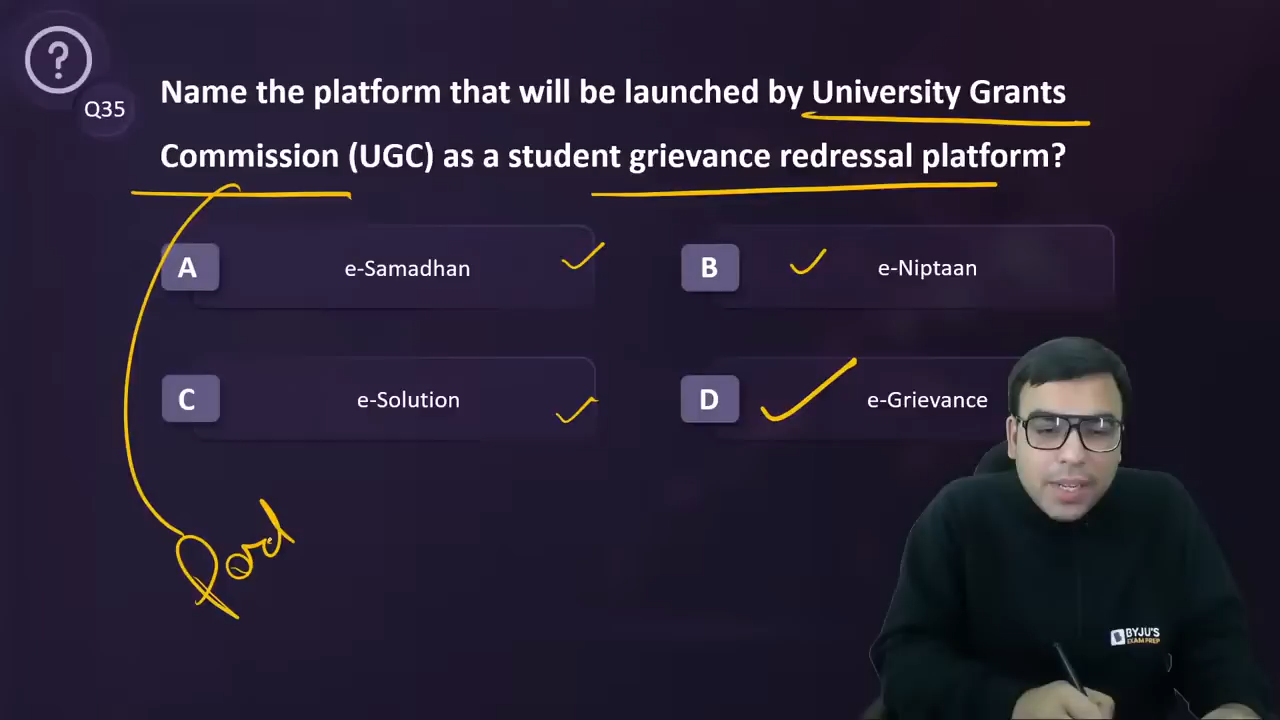 ?
Q35
Name the platform that will be launched by University Grants
Commission (UGC) as a student grievance redressal platform?
A
e-Samadhan
B
e-Niptaan
C
e-Solution
D
e-Grievance
BYJU'S
EXAM PREP